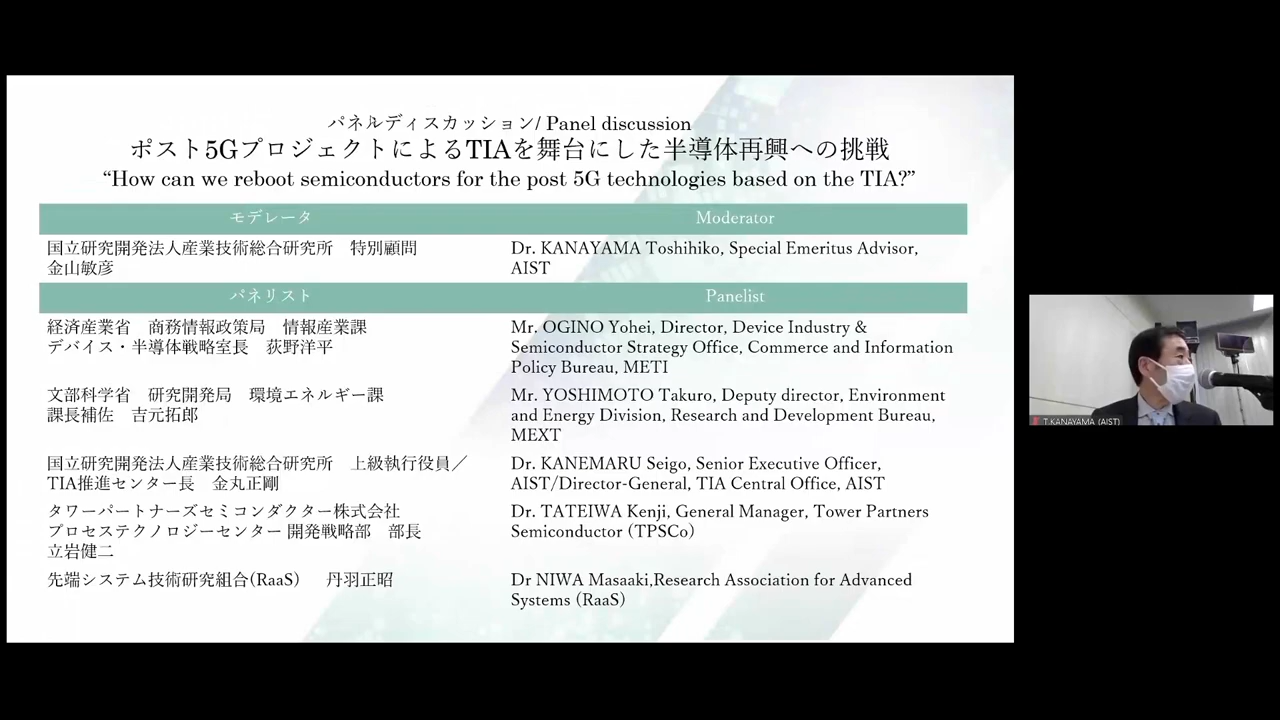 パネルディスカッション/ Panel discussion
ポスト5GプロジェクトによるTIAを舞台にした半導体再興への挑戦
“How can we reboot semiconductors for the post 5G technologies based on the TIA?”
モデレータ Moderator
国立研究開発法人産業技術総合研究所　特別顧問
金山敏彦
Dr. KANAYAMA Toshihiko, Special Emeritus Advisor,
AIST
パネリスト Panelist
経済産業省　商務情報政策局　情報産業課
デバイス・半導体戦略室長　荻野洋平
Mr. OGINO Yohei, Director, Device Industry &
Semiconductor Strategy Office, Commerce and Information
Policy Bureau, METI
文部科学省　研究開発局　環境エネルギー課
課長補佐　吉元拓郎
Mr. YOSHIMOTO Takuro, Deputy director, Environment
and Energy Division, Research and Development Bureau,
MEXT
国立研究開発法人産業技術総合研究所　上級執行役員／
TIA推進センター長　金丸正剛
Dr. KANEMARU Seigo, Senior Executive Officer,
AIST/Director-General, TIA Central Office, AIST
タワーパートナーズセミコンダクター株式会社
プロセステクノロジーセンター 開発戦略部　部長
立岩健二
Dr. TATEIWA Kenji, General Manager, Tower Partners
Semiconductor (TPSCo)
先端システム技術研究組合(RaaS)　丹羽正昭
Dr NIWA Masaaki,Research Association for Advanced
Systems (RaaS)
T.KANAYAMA (AIST)